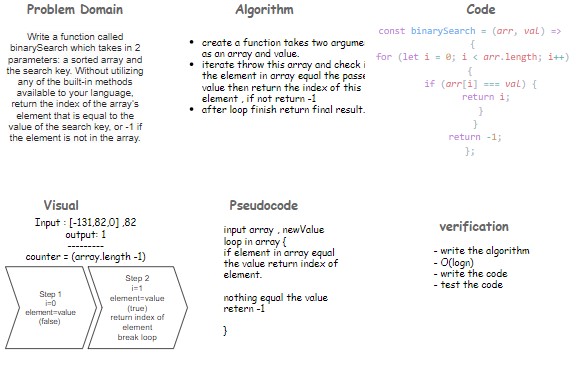 Problem Domain
Write a function called
binarySearch which takes in 2
parameters: a sorted array and
the search key. Without utilizing
any of the built-in methods
available to your language,
return the index of the array's
element that is equal to the
value of the search key, or -1 if
the element is not in the array.
Algorithm
• create a function takes two argume
as an array and value.
• iterate throw this array and check i
the element in array equal the passe
value then return the index of this
element , if not return -1
• after loop finish return final result.
Code
const binarySearch = (arr, val) =>
{
for (let i = 0; i < arr.length; i++)
{
if (arr[i] === val) {
return i;
}
}
return -1;
};
Visual
Input : [-131,82,0] ,82
output: 1
---------
counter = (array.length -1)
Step 1
i=0
element=value
(false)
Step 2
i=1
element=value
(true)
return index of
element
break loop
Pseudocode
input array , newValue
loop in array {
if element in array equal
the value return index of
element.
nothing equal the value
retern -1
}
verification
- write the algorithm
- O(logn)
- write the code
- test the code